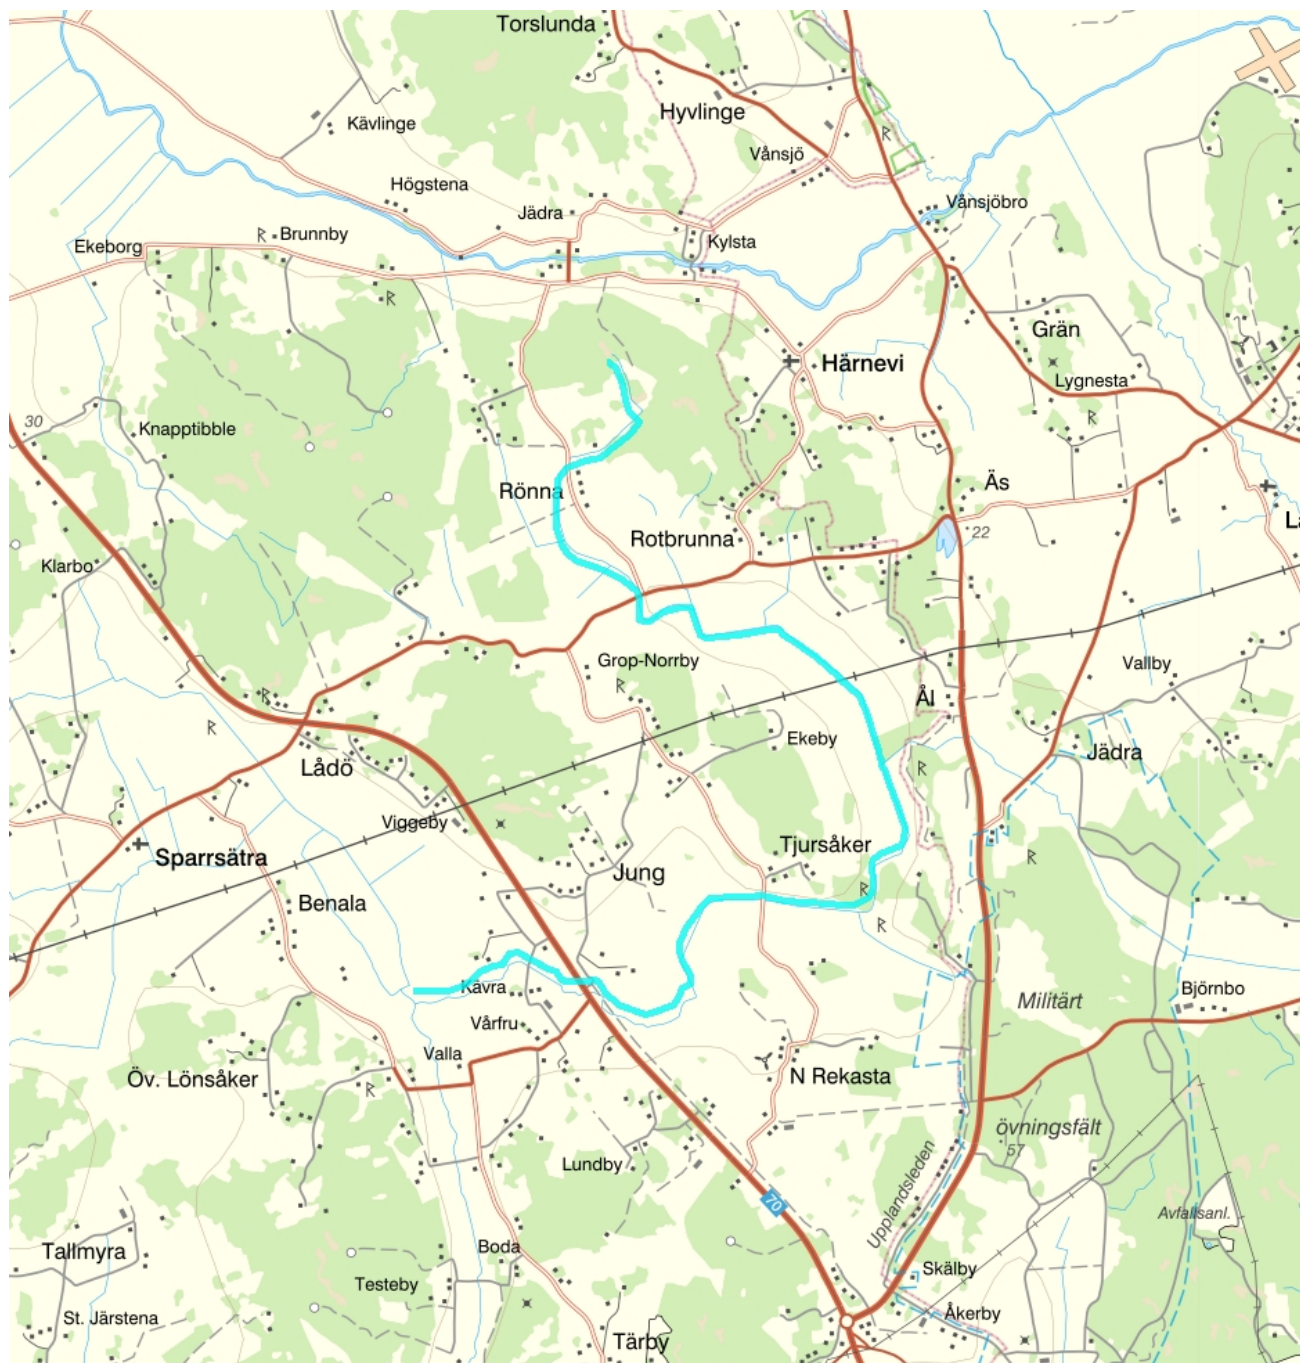 Torslunda
Hyvlinge
Kävlinge
Vånsjö
Högstena
Jädra
Vånsjöbro
Brunnby
Ekeborg
Kylsta
Grän
Härnevi
Lygnesta
30
Knapptibble
Äs
Rönna
22
Rotbrunna
Klarbo
Grop-Norrby
Vallby
Ål
Ekeby
Jädra
Lådö
Viggeby
Tjursåker
Sparrsätra
Jung
Benala
Kävra
Björnbo
Militärt
Vårfru
Valla
Öv. Lönsåker
N Rekasta
övningsfält
57
Lundby
Upplandsleden
70
Avfallsanl.
Tallmyra
Boda
Skälby
Testeby
Åkerby
St. Järstena
Tärby